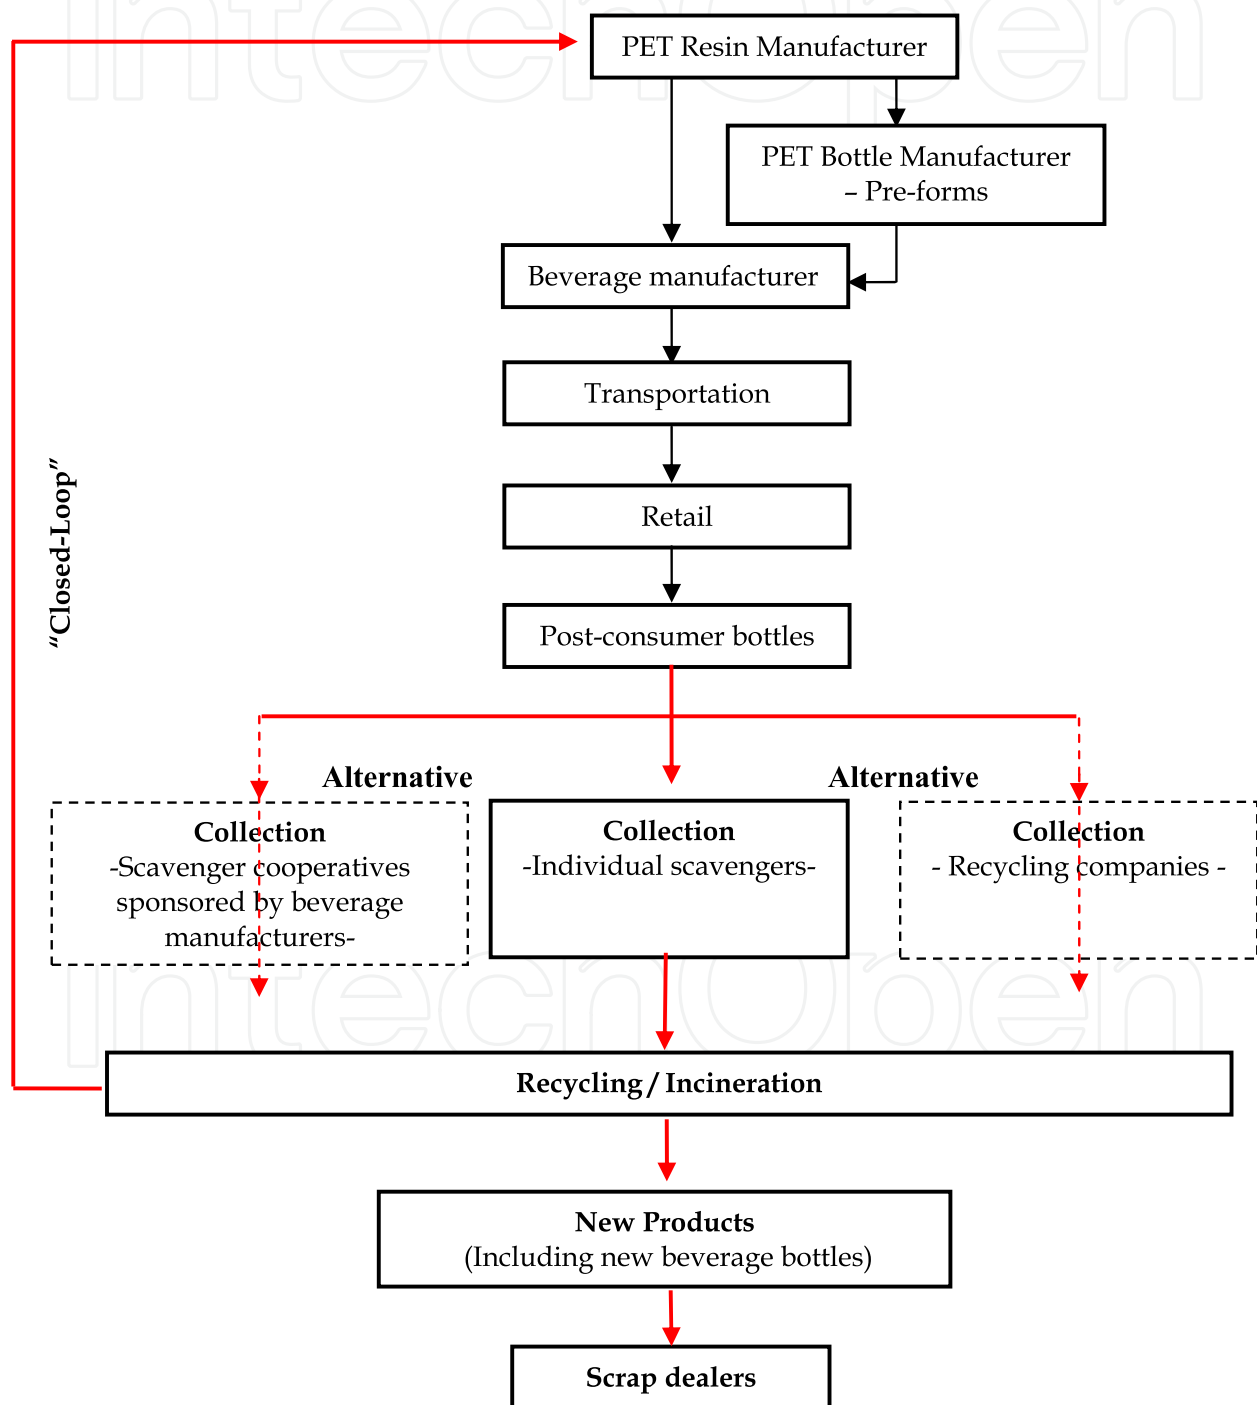 PET Resin Manufacturer
PET Bottle Manufacturer
– Pre-forms
Beverage manufacturer
Transportation
Retail
"Closed-Loop"
Post-consumer bottles
Alternative
Alternative
Collection
-Scavenger cooperatives
sponsored by beverage
manufacturers-
Collection
-Individual scavengers-
Collection
- Recycling companies -
Recycling/ Incineration
New Products
(Including new beverage bottles)
Scrap dealers
IntechOpen
IntechOpen